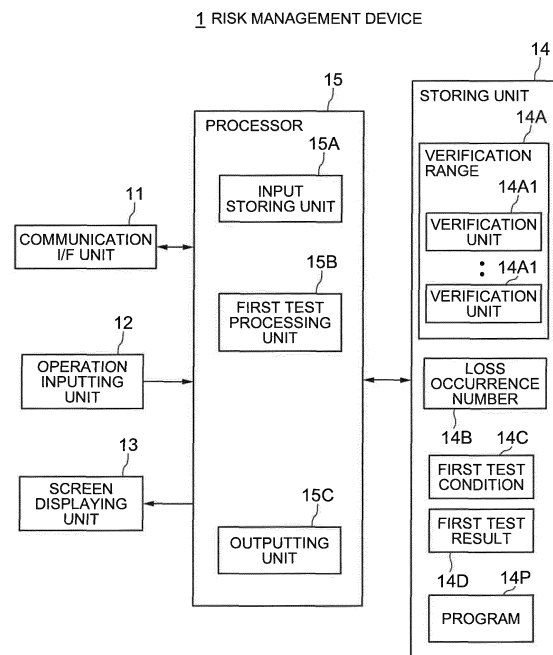 1 RISK MANAGEMENT DEVICE
15
PROCESSOR
15A
INPUT
STORING UNIT
15B
FIRST TEST
PROCESSING
UNIT
15C
OUTPUTTING
UNIT
11
COMMUNICATION
I/F UNIT
12
OPERATION
INPUTTING
UNIT
13
SCREEN
DISPLAYING
UNIT
14
STORING UNIT
14A
VERIFICATION
RANGE
14A1
VERIFICATION
UNIT
14A1
VERIFICATION
UNIT
LOSS
OCCURRENCE
NUMBER
14B
14C
FIRST TEST
CONDITION
FIRST TEST
RESULT
14D
14P
PROGRAM